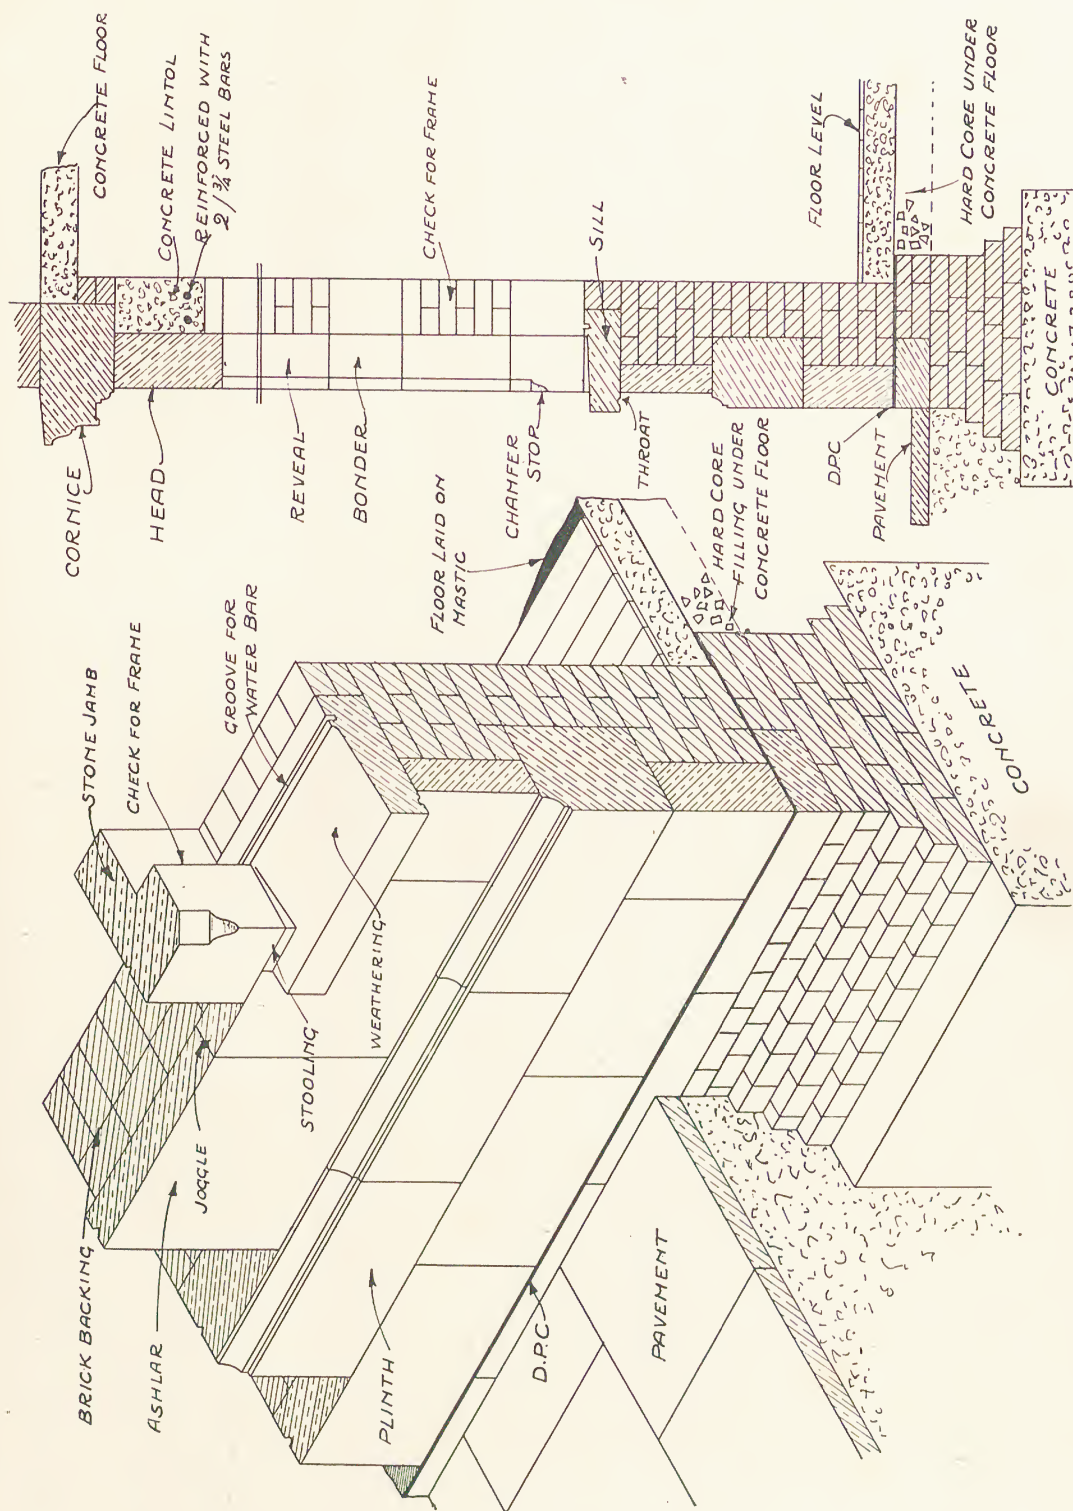 CONCRETE FLOOR
CONCRETE LINTOL
REINFORCED WITH
2/¾ STEEL BARS
CHECK FOR FRAME
SILL
FLOOR LEVEL
HARD CORE UNDER
CONCRETE FLOOR
CORNICE
HEAD
REVEAL
BONDER
CHAMFER
STOP
THROAT
D.P.C
PAVEMENT
CONCRETE
STONE JAMB
CHECK FOR FRAME
GROOVE FOR
WATER BAR
FLOOR LAID ON
MASTIC
HARD CORE
FILLING UNDER
CONCRETE FLOOR
BRICK BACKING
ASHLAR
JOGGLE
STOOLING
WEATHERING
PLINTH
D.P.C
PAVEMENT
CONCRETE